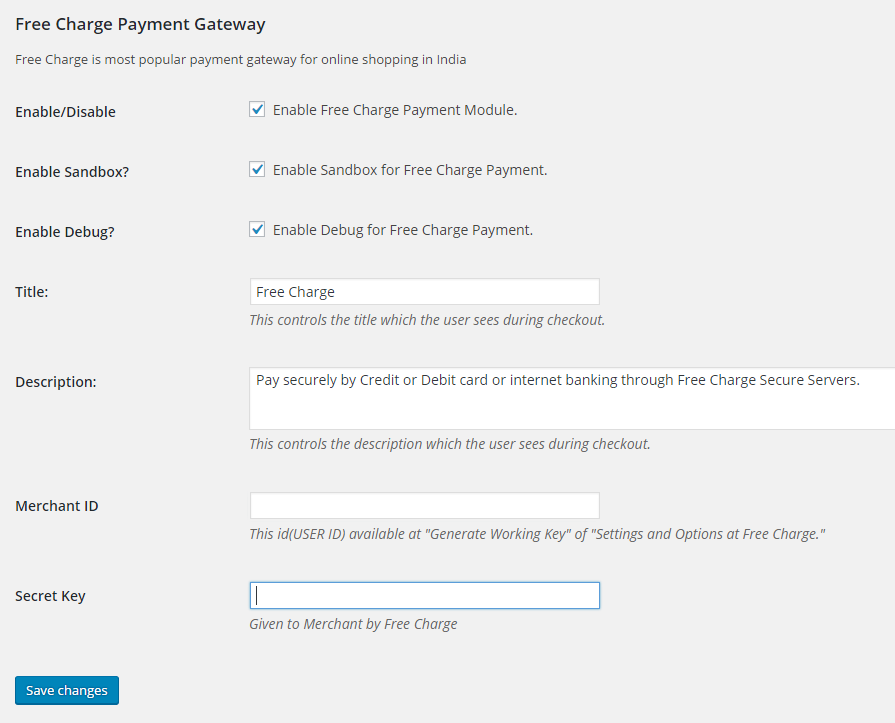 Free Charge Payment Gateway
Free Charge is most popular payment gateway for online shopping in India
Enable/Disable
Enable Free Charge Payment Module.
Enable Sandbox?
Enable Sandbox for Free Charge Payment.
Enable Debug?
Enable Debug for Free Charge Payment.
Title:
Free Charge
This controls the title which the user sees during checkout.
Description:
Pay securely by Credit or Debit card or internet banking through Free Charge Secure Servers.
This controls the description which the user sees during checkout.
Merchant ID
This id(USER ID) available at "Generate Working Key" of "Settings and Options at Free Charge."
Secret Key
Given to Merchant by Free Charge
Save changes